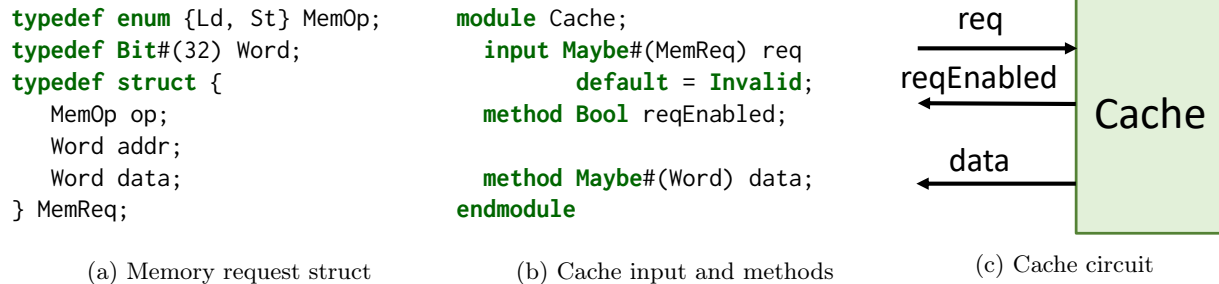 typedef enum {Ld, St} MemOp;
typedef Bit#(32) Word;
typedef struct {
MemOp op;
Word addr;
Word data;
} MemReq;
(a) Memory request struct
module Cache;
input Maybe#(MemReq) req
default = Invalid;
method Bool reqEnabled;
method Maybe#(Word) data;
endmodule
(b) Cache input and methods
req
reqEnabled
Cache
data
(c) Cache circuit